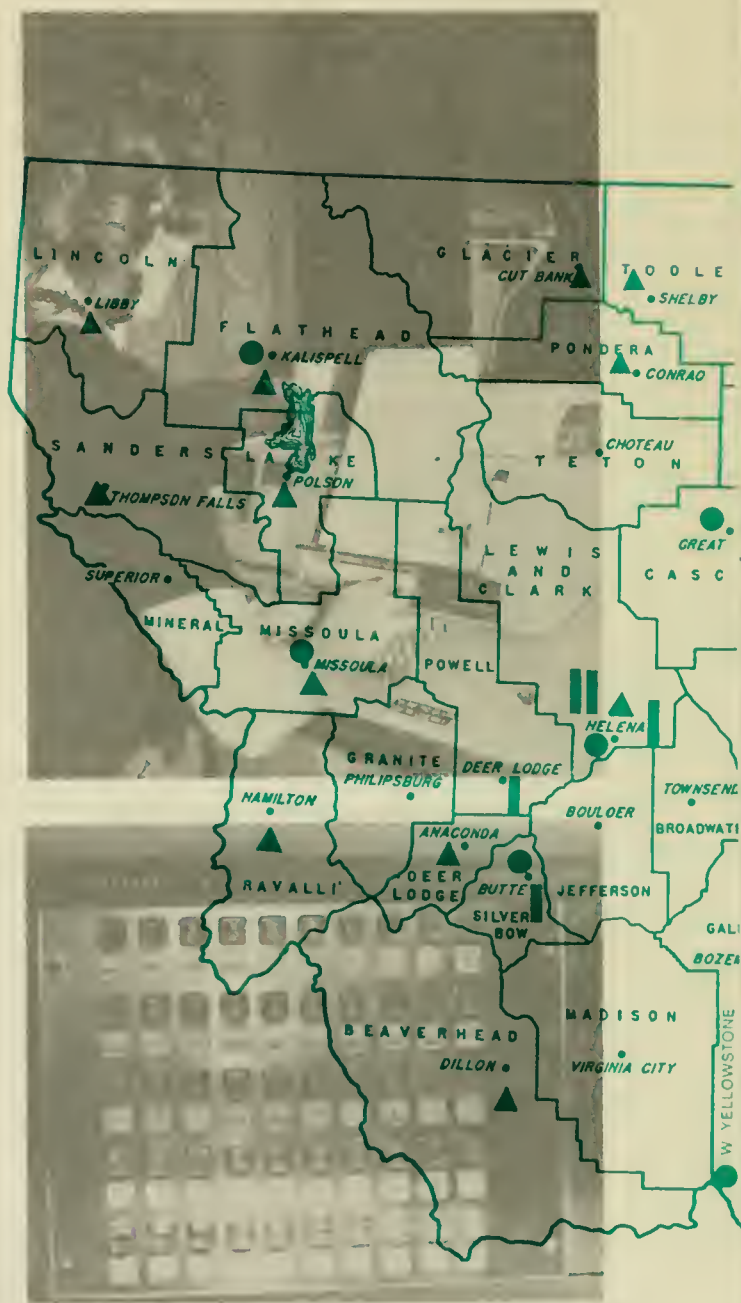 LINCOLN
LIBBY
GLACIER
CUT BANK
TOOLE
SHELBY
FLATHEAD
KALISPELL
PONDERA
CONRAD
CHOTEAU
TETON
SANDERS
LAKE
POLSON
THOMPSON FALLS
GREAT
CASC
LEWIS
AND
CLARK
SUPERIOR
MINERAL
MISSOULA
MISSOULA
POWELL
HELENA
GRANITE
PHILIPSBURG
DEER LODGE
TOWNSEND
BROADWAT
HAMILTON
BOULDER
ANACONDA
DEER
LODGE
RAVALLI
BUTTE
SILVER
BOW
JEFFERSON
GAL
BOZEM
BEAVERHEAD
DILLON
MADISON
VIRGINIA CITY
W YELLOWSTONE